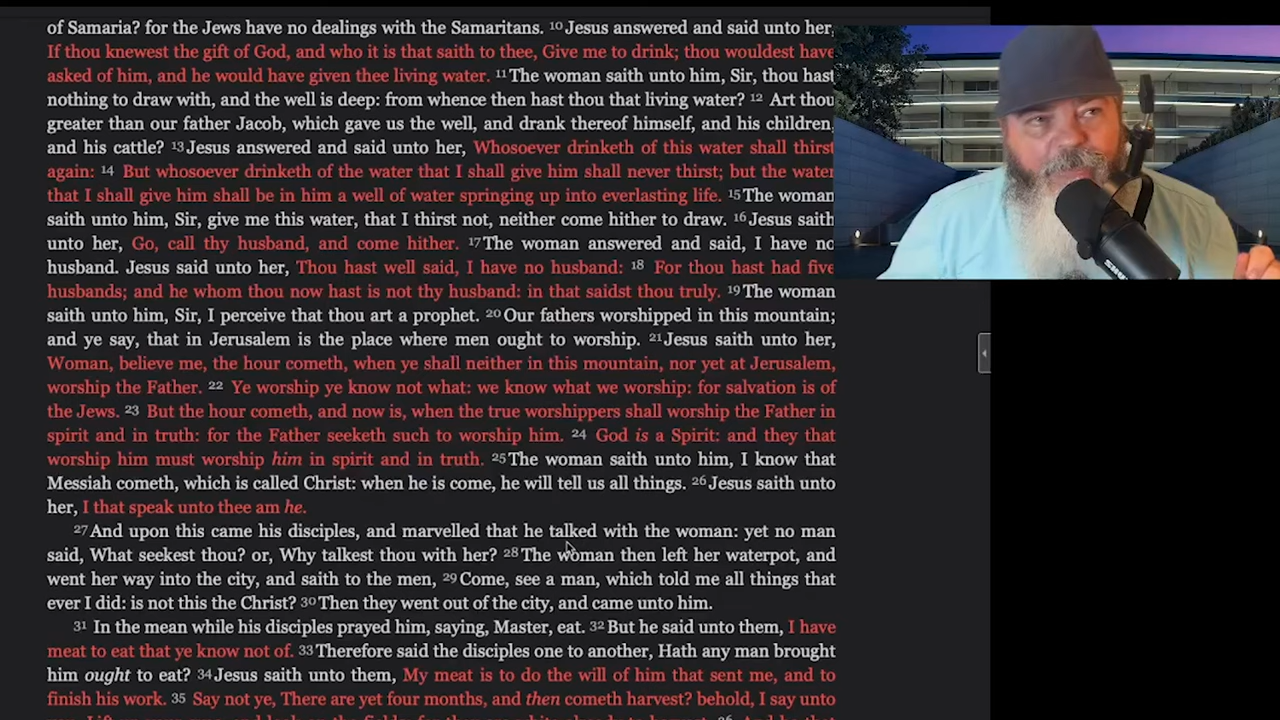 of Samaria? for the Jews have no dealings with the Samaritans. 10 Jesus answered and said unto her,
If thou knewest the gift of God, and who it is that saith to thee, Give me to drink; thou wouldest have
asked of him, and he would have given thee living water. 11 The woman saith unto him, Sir, thou hast
nothing to draw with, and the well is deep: from whence then hast thou that living water? 12 Art thou
greater than our father Jacob, which gave us the well, and drank thereof himself, and his children,
and his cattle? 13 Jesus answered and said unto her, Whosoever drinketh of this water shall thirst
again: 14 But whosoever drinketh of the water that I shall give him shall never thirst; but the water
that I shall give him shall be in him a well of water springing up into everlasting life. 15 The woman
saith unto him, Sir, give me this water, that I thirst not, neither come hither to draw. 16 Jesus saith
unto her, Go, call thy husband, and come hither. 17 The woman answered and said, I have no
husband. Jesus said unto her, Thou hast well said, I have no husband: 18 For thou hast had five
husbands; and he whom thou now hast is not thy husband: in that saidst thou truly. 19 The woman
saith unto him, Sir, I perceive that thou art a prophet. 20 Our fathers worshipped in this mountain;
and ye say, that in Jerusalem is the place where men ought to worship. 21 Jesus saith unto her,
Woman, believe me, the hour cometh, when ye shall neither in this mountain, nor yet at Jerusalem,
worship the Father. 22 Ye worship ye know not what: we know what we worship: for salvation is of
the Jews. 23 But the hour cometh, and now is, when the true worshippers shall worship the Father in
spirit and in truth: for the Father seeketh such to worship him. 24 God is a Spirit: and they that
worship him must worship him in spirit and in truth. 25 The woman saith unto him, I know that
Messiah cometh, which is called Christ: when he is come, he will tell us all things. 26 Jesus saith unto
her, I that speak unto thee am he.
27 And upon this came his disciples, and marvelled that he talked with the woman: yet no man
said, What seekest thou? or, Why talkest thou with her? 28 The woman then left her waterpot, and
went her way into the city, and saith to the men, 29 Come, see a man, which told me all things that
ever I did: is not this the Christ? 30 Then they went out of the city, and came unto him.
31 In the mean while his disciples prayed him, saying, Master, eat. 32 But he said unto them, I have
meat to eat that ye know not of. 33 Therefore said the disciples one to another, Hath any man brought
him ought to eat? 34 Jesus saith unto them, My meat is to do the will of him that sent me, and to
finish his work. 35 Say not ye, There are yet four months, and then cometh harvest? behold, I say unto